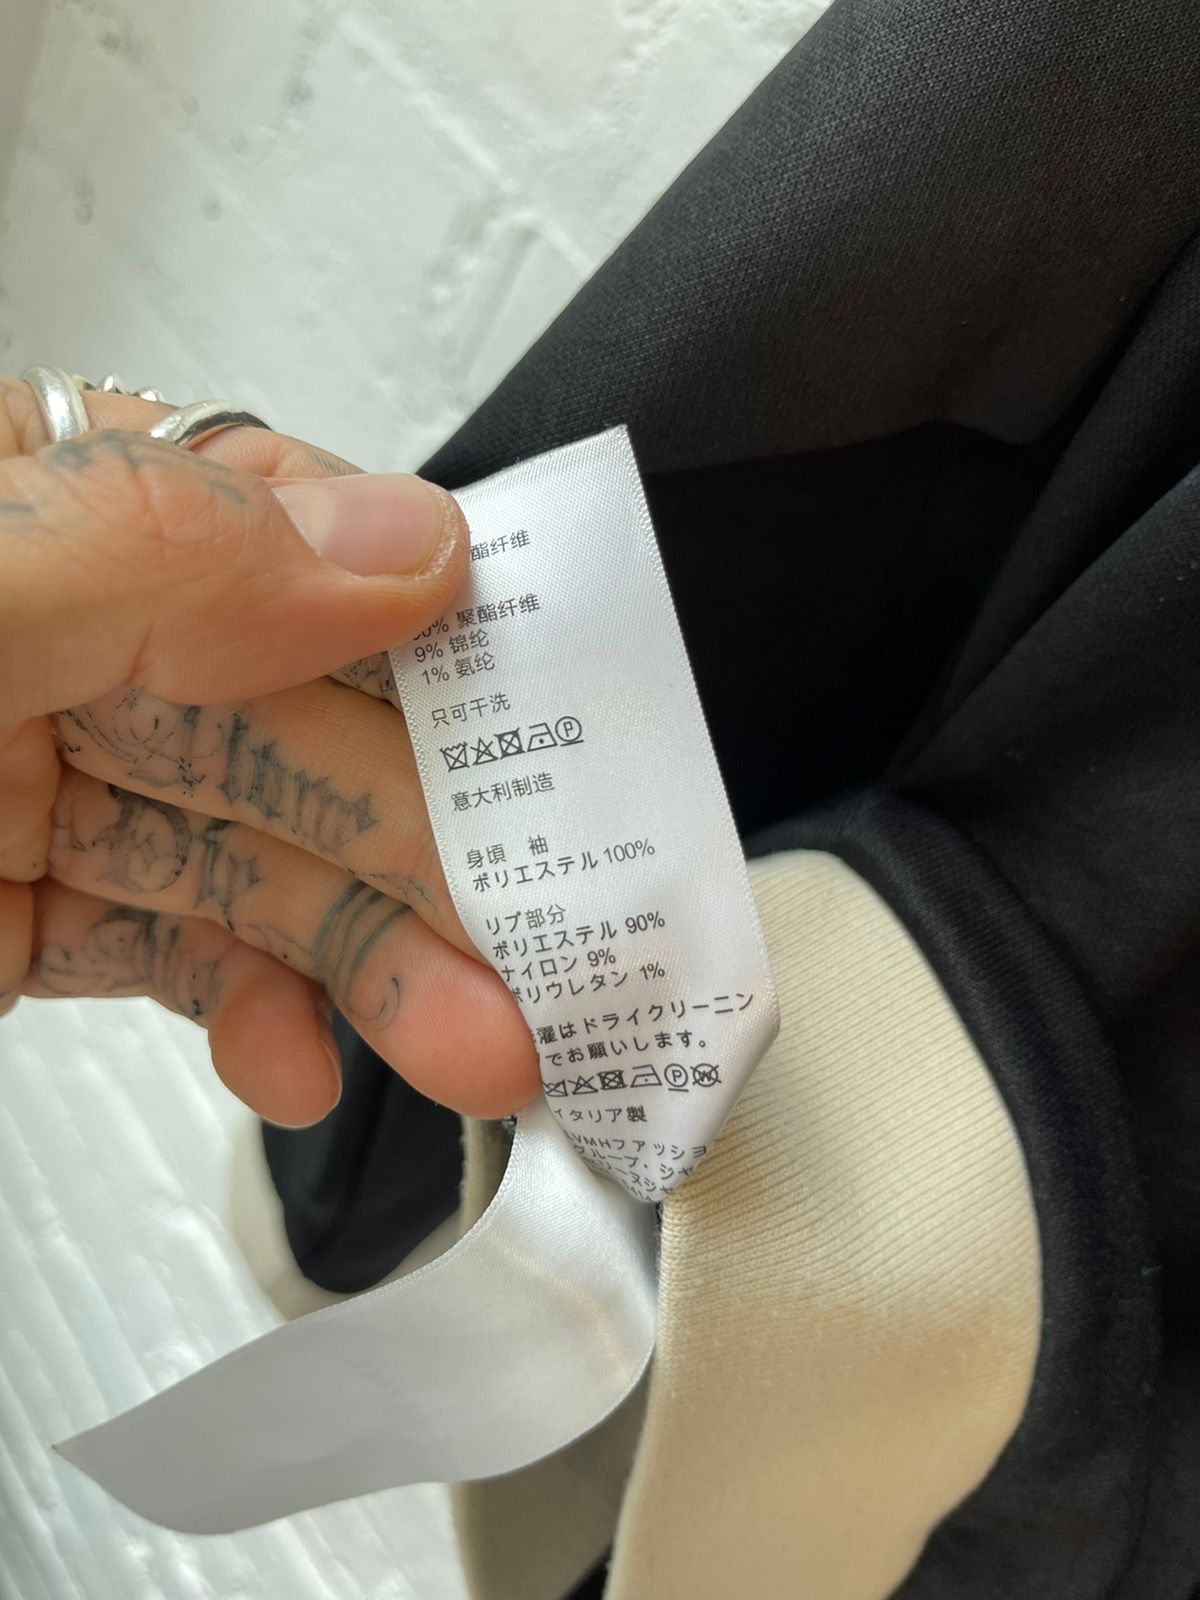 酯纤维
聚酯纤维
9% 锦纶
1% 氨纶
只可干洗
P
意大利制造
身頃 袖
ポリエステル 100%
リブ部分
ポリエステル 90%
ナイロン 9%
ポリウレタン 1%
濯はドライクリーニン
でお願いします。
P W
イタリア製
LVMHファッショ
グループ・ジャ